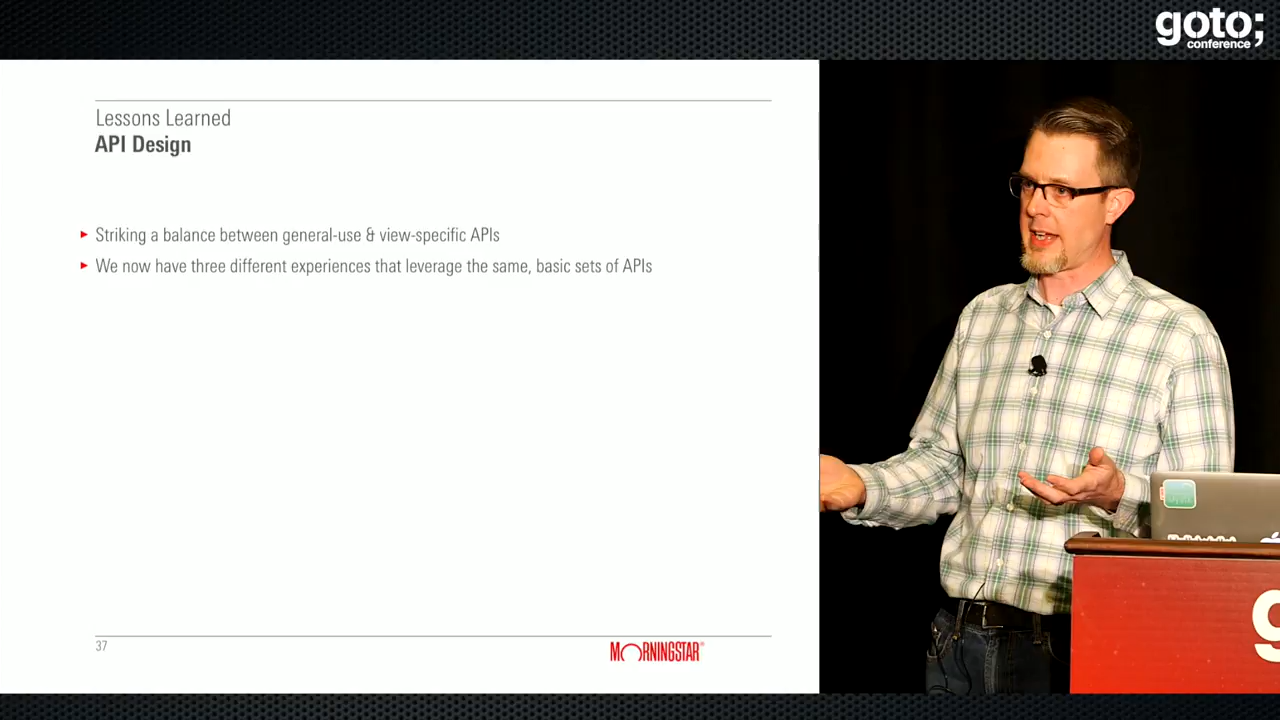 goto;
conference
Lessons Learned
API Design
Striking a balance between general-use & view-specific APIs
We now have three different experiences that leverage the same, basic sets of APIs
37
MORNINGSTAR®
g